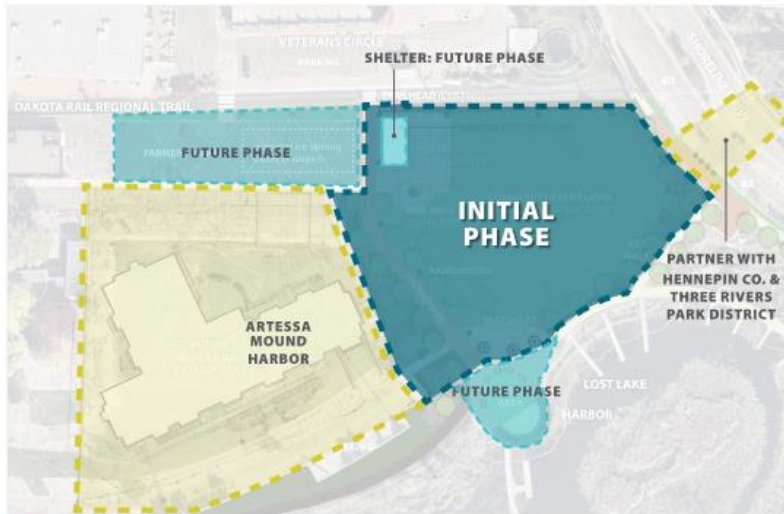 VETERANS CIRCLE
PARKING
SHELTER: FUTURE PHASE
SHORELINE
DAKOTA RAIL REGIONAL TRAIL
FUTURE PHASE
INITIAL
PHASE
PARTNER WITH
HENNEPIN CO. &
THREE RIVERS
PARK DISTRICT
ARTESSA
MOUND
HARBOR
FUTURE PHASE
LOST LAKE
HARBOR